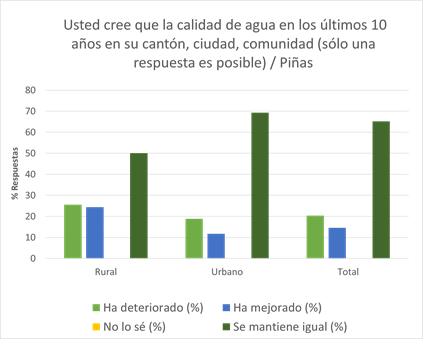 Usted cree que la calidad de agua en los últimos 10
años en su cantón, ciudad, comunidad (sólo una
respuesta es posible) / Piñas
% Respuestas
80
70
60
50
40
30
20
10
0
Rural Urbano Total
Ha deteriorado (%) Ha mejorado (%)
No lo sé (%) Se mantiene igual (%)